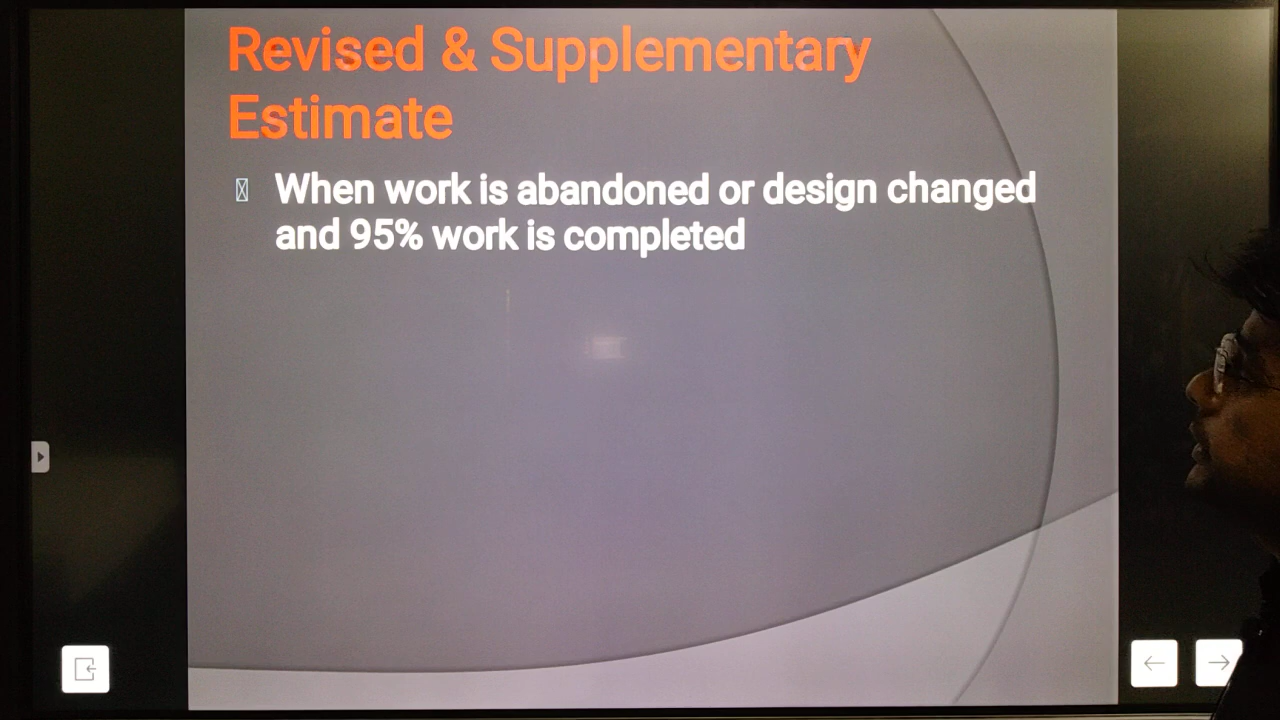 Revised & Supplementary
Estimate
When work is abandoned or design changed
and 95% work is completed